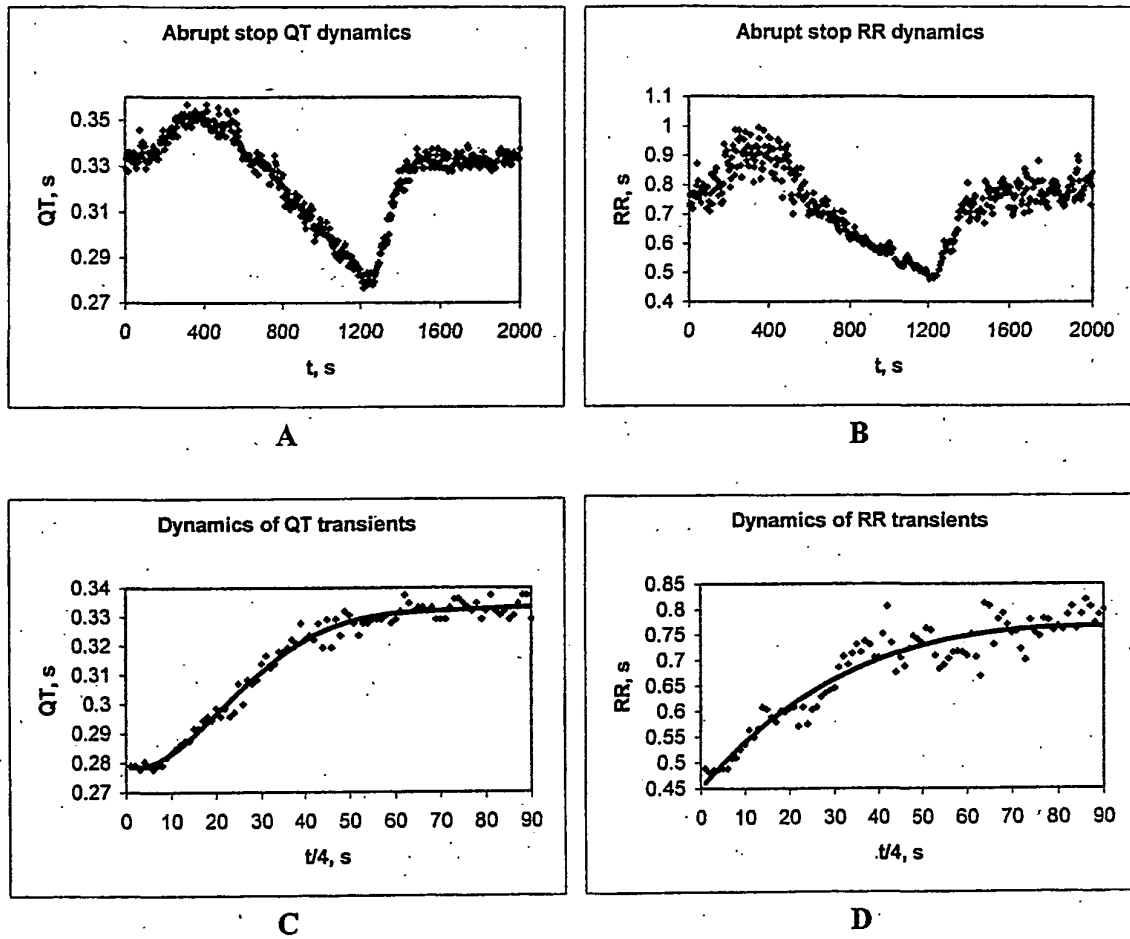 Abrupt stop QT dynamics
QT, s
0.35
0.33
0.31
0.29
0.27
0 400 800 1200 1600 2000
t, s
A
Abrupt stop RR dynamics
RR, s
1.1
1
0.9
0.8
0.7
0.6
0.5
0.4
0 400 800 1200 1600 2000
t, s
B
Dynamics of QT transients
QT, s
0.34
0.33
0.32
0.31
0.3
0.29
0.28
0.27
0 10 20 30 40 50 60 70 80 90
t/4, s
C
Dynamics of RR transients
RR, s
0.85
0.8
0.75
0.7
0.65
0.6
0.55
0.5
0.45
0 10 20 30 40 50 60 70 80 90
t/4, s
D